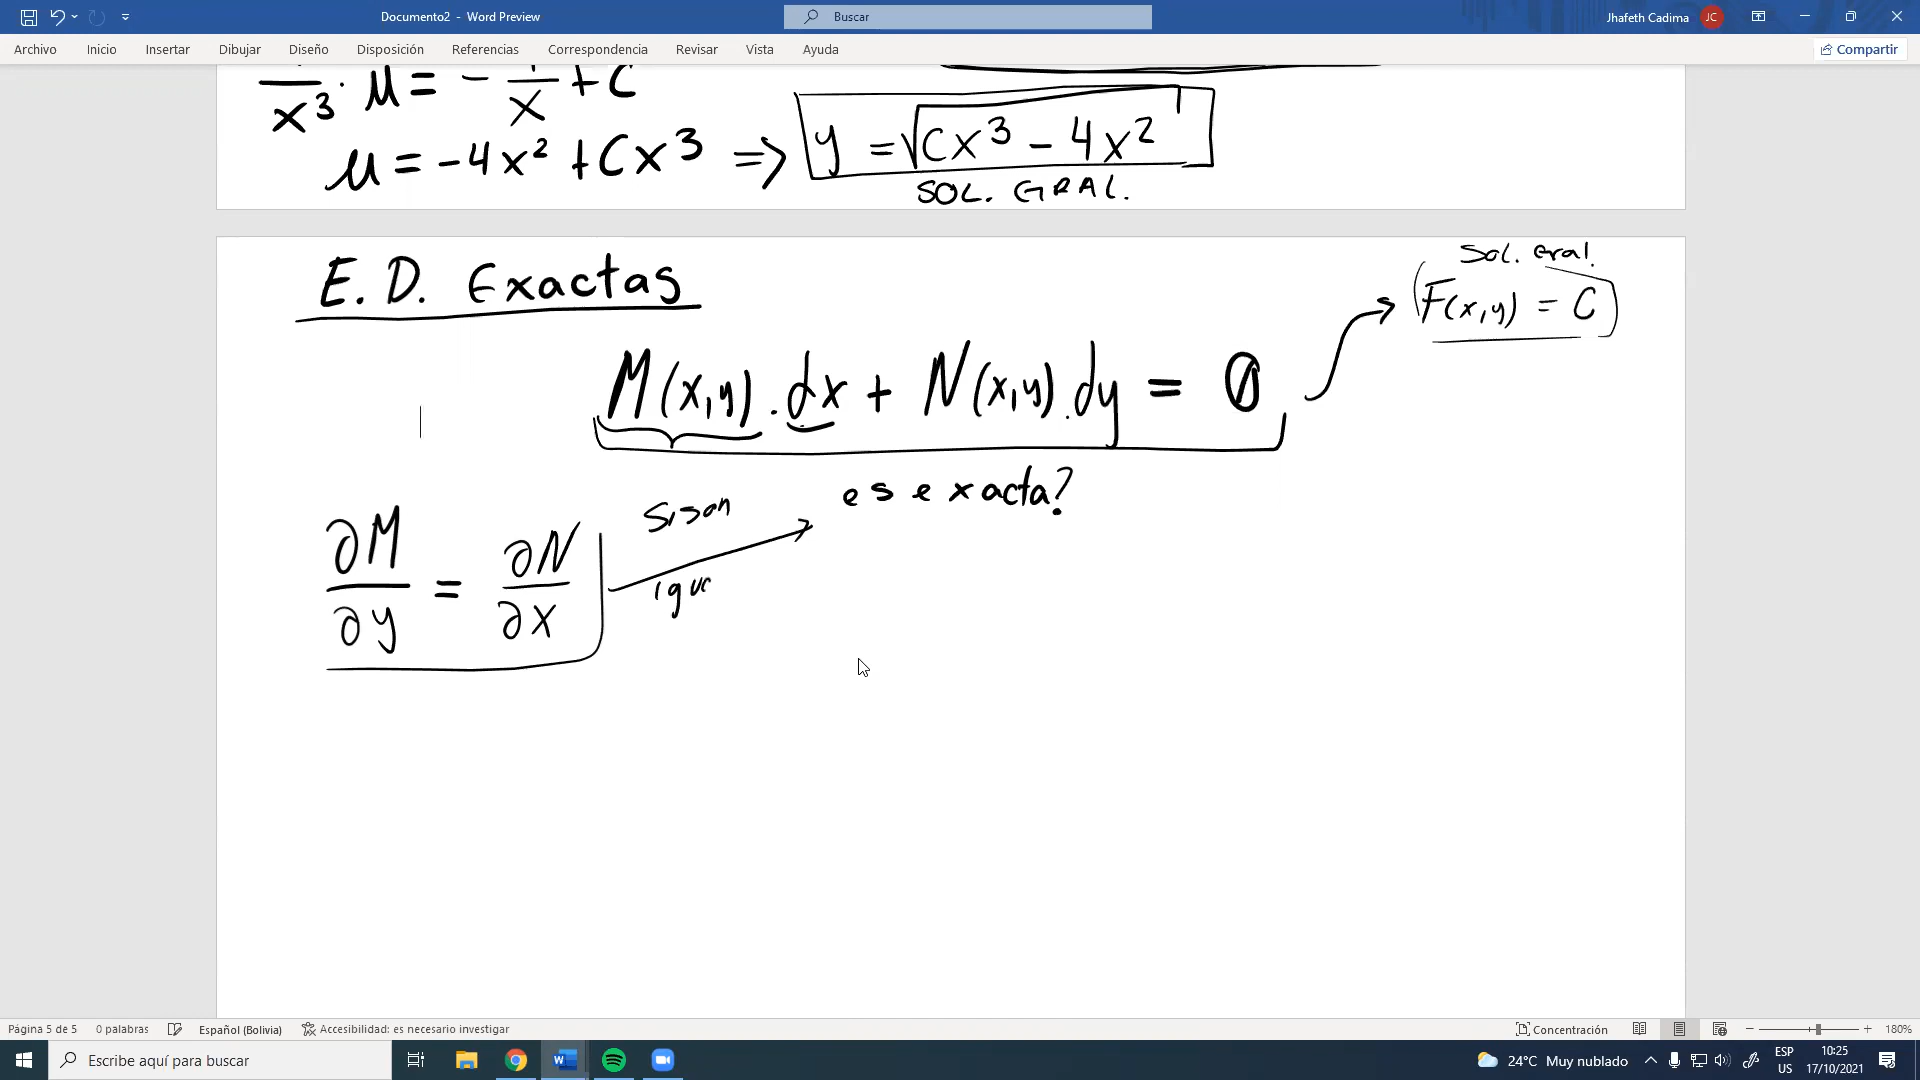 Documento2 - Word Preview
Buscar
Jhafeth Cadima
JC
Archivo Inicio Insertar Dibujar Diseño Disposición Referencias Correspondencia Revisar Vista Ayuda
Compartir
x³ · μ = - /x + C
μ = -4x² + Cx³ ⇒ y = √Cx³ - 4x²
SOL. GRAL.
E. D. Exactas
Sol. Gral.
F(x,y) = C
M(x,y).dx + N(x,y).dy = 0
es exacta?
∂M/∂y = ∂N/∂x
Si son
Página 5 de 5 0 palabras Español (Bolivia) Accesibilidad: es necesario investigar
Concentración
180%
Escribe aquí para buscar
24°C Muy nublado
ESP
US
10:25
17/10/2021